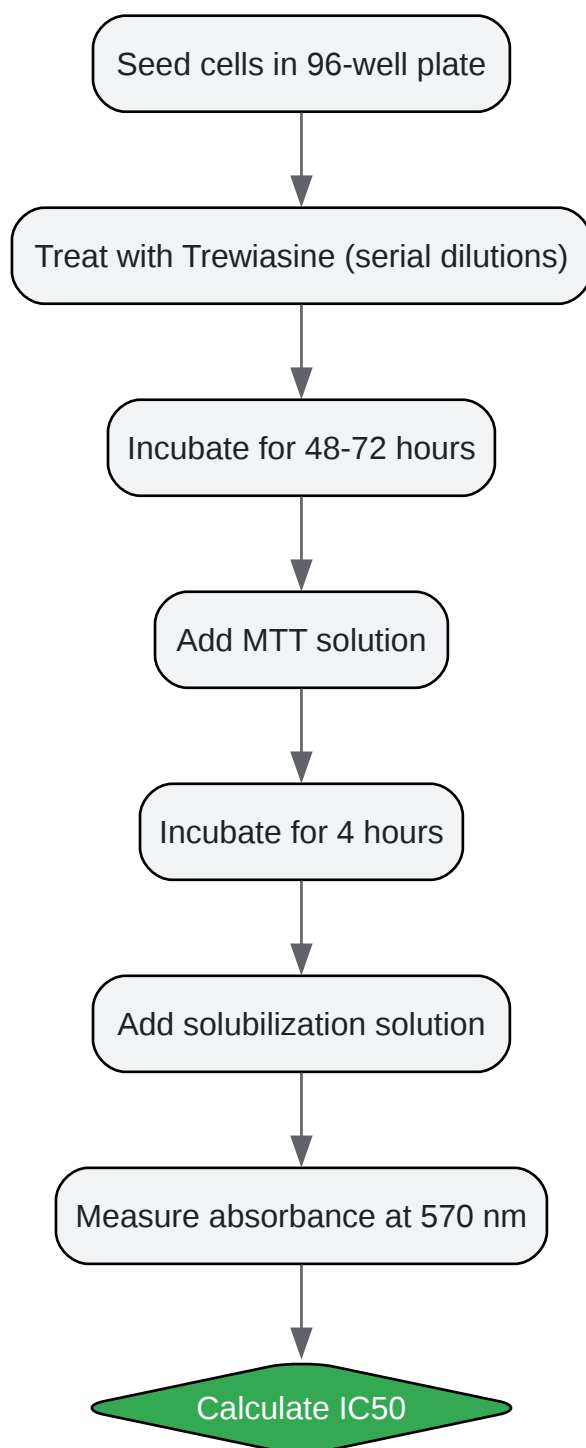 Seed cells in 96-well plate
Treat with Trewiasine (serial dilutions)
Incubate for 48-72 hours
Add MTT solution
Incubate for 4 hours
Add solubilization solution
Measure absorbance at 570 nm
Calculate IC50